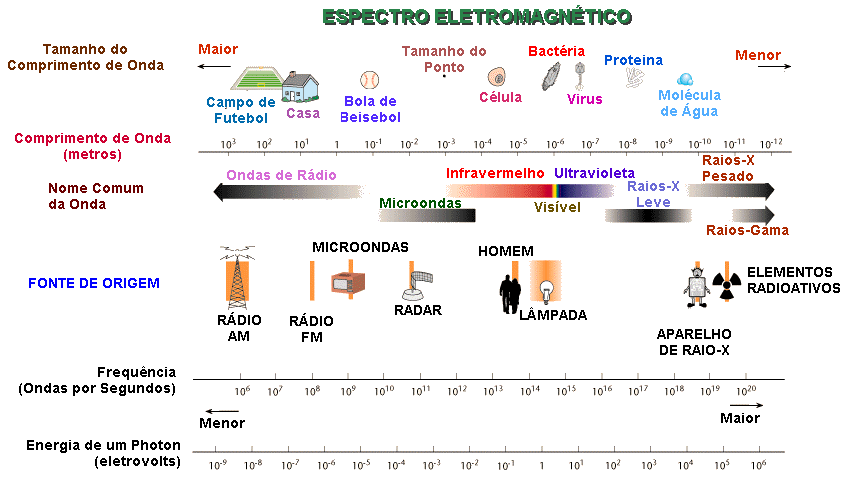 ESPECTRO ELETROMAGNÉTICO
Tamanho do
Comprimento de Onda
Maior
Campo de
Futebol
Casa
Bola de
Beisebol
Tamanho do
Ponto
Célula
Bactéria
Virus
Proteina
Molécula
de Água
Menor
Comprimento de Onda
(metros)
10³ 10² 10¹ 1 10⁻¹ 10⁻² 10⁻³ 10⁻⁴ 10⁻⁵ 10⁻⁶ 10⁻⁷ 10⁻⁸ 10⁻⁹ 10⁻¹⁰ 10⁻¹¹ 10⁻¹²
Nome Comum
da Onda
Ondas de Rádio
Microondas
Infravermelho
Visível
Ultravioleta
Raios-X
Leve
Raios-X
Pesado
Raios-Gama
FONTE DE ORIGEM
RÁDIO
AM
RÁDIO
FM
MICROONDAS
RADAR
HOMEM
LÂMPADA
APARELHO
DE RAIO-X
ELEMENTOS
RADIOATIVOS
Frequência
(Ondas por Segundos)
10⁶ 10⁷ 10⁸ 10⁹ 10¹⁰ 10¹¹ 10¹² 10¹³ 10¹⁴ 10¹⁵ 10¹⁶ 10¹⁷ 10¹⁸ 10¹⁹ 10²⁰
Menor
Maior
Energia de um Photon
(eletrovolts)
10⁻⁹ 10⁻⁸ 10⁻⁷ 10⁻⁶ 10⁻⁵ 10⁻⁴ 10⁻³ 10⁻² 10⁻¹ 1 10¹ 10² 10³ 10⁴ 10⁵ 10⁶